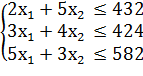 2x₁ + 5x₂ ≤ 432
3x₁ + 4x₂ ≤ 424
5x₁ + 3x₂ ≤ 582